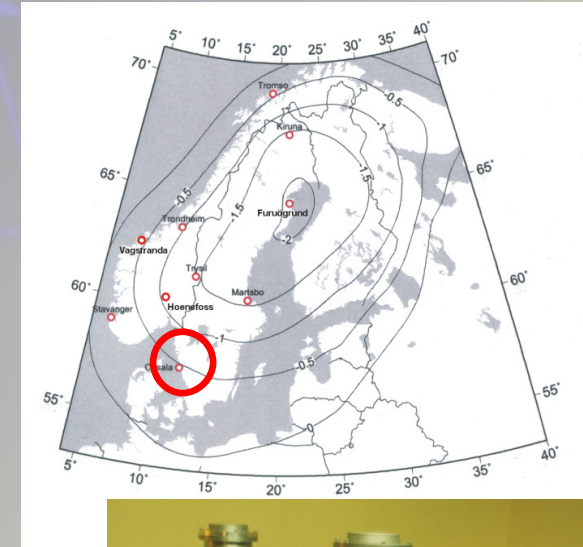 5° 10° 15° 20° 25° 30° 35° 40°
70° 70°
Tromso
-0.5
-1
Kiruna
-1.5
65° 65°
-0.5
-1.5
Furuogrund
Trondheim
-2
Vagstranda
Trysil
60° 60°
Martsbo
Hoenefoss
Stavanger
-1
-0.5
55° 55°
0
5° 10° 15° 20° 25° 30° 35° 40°